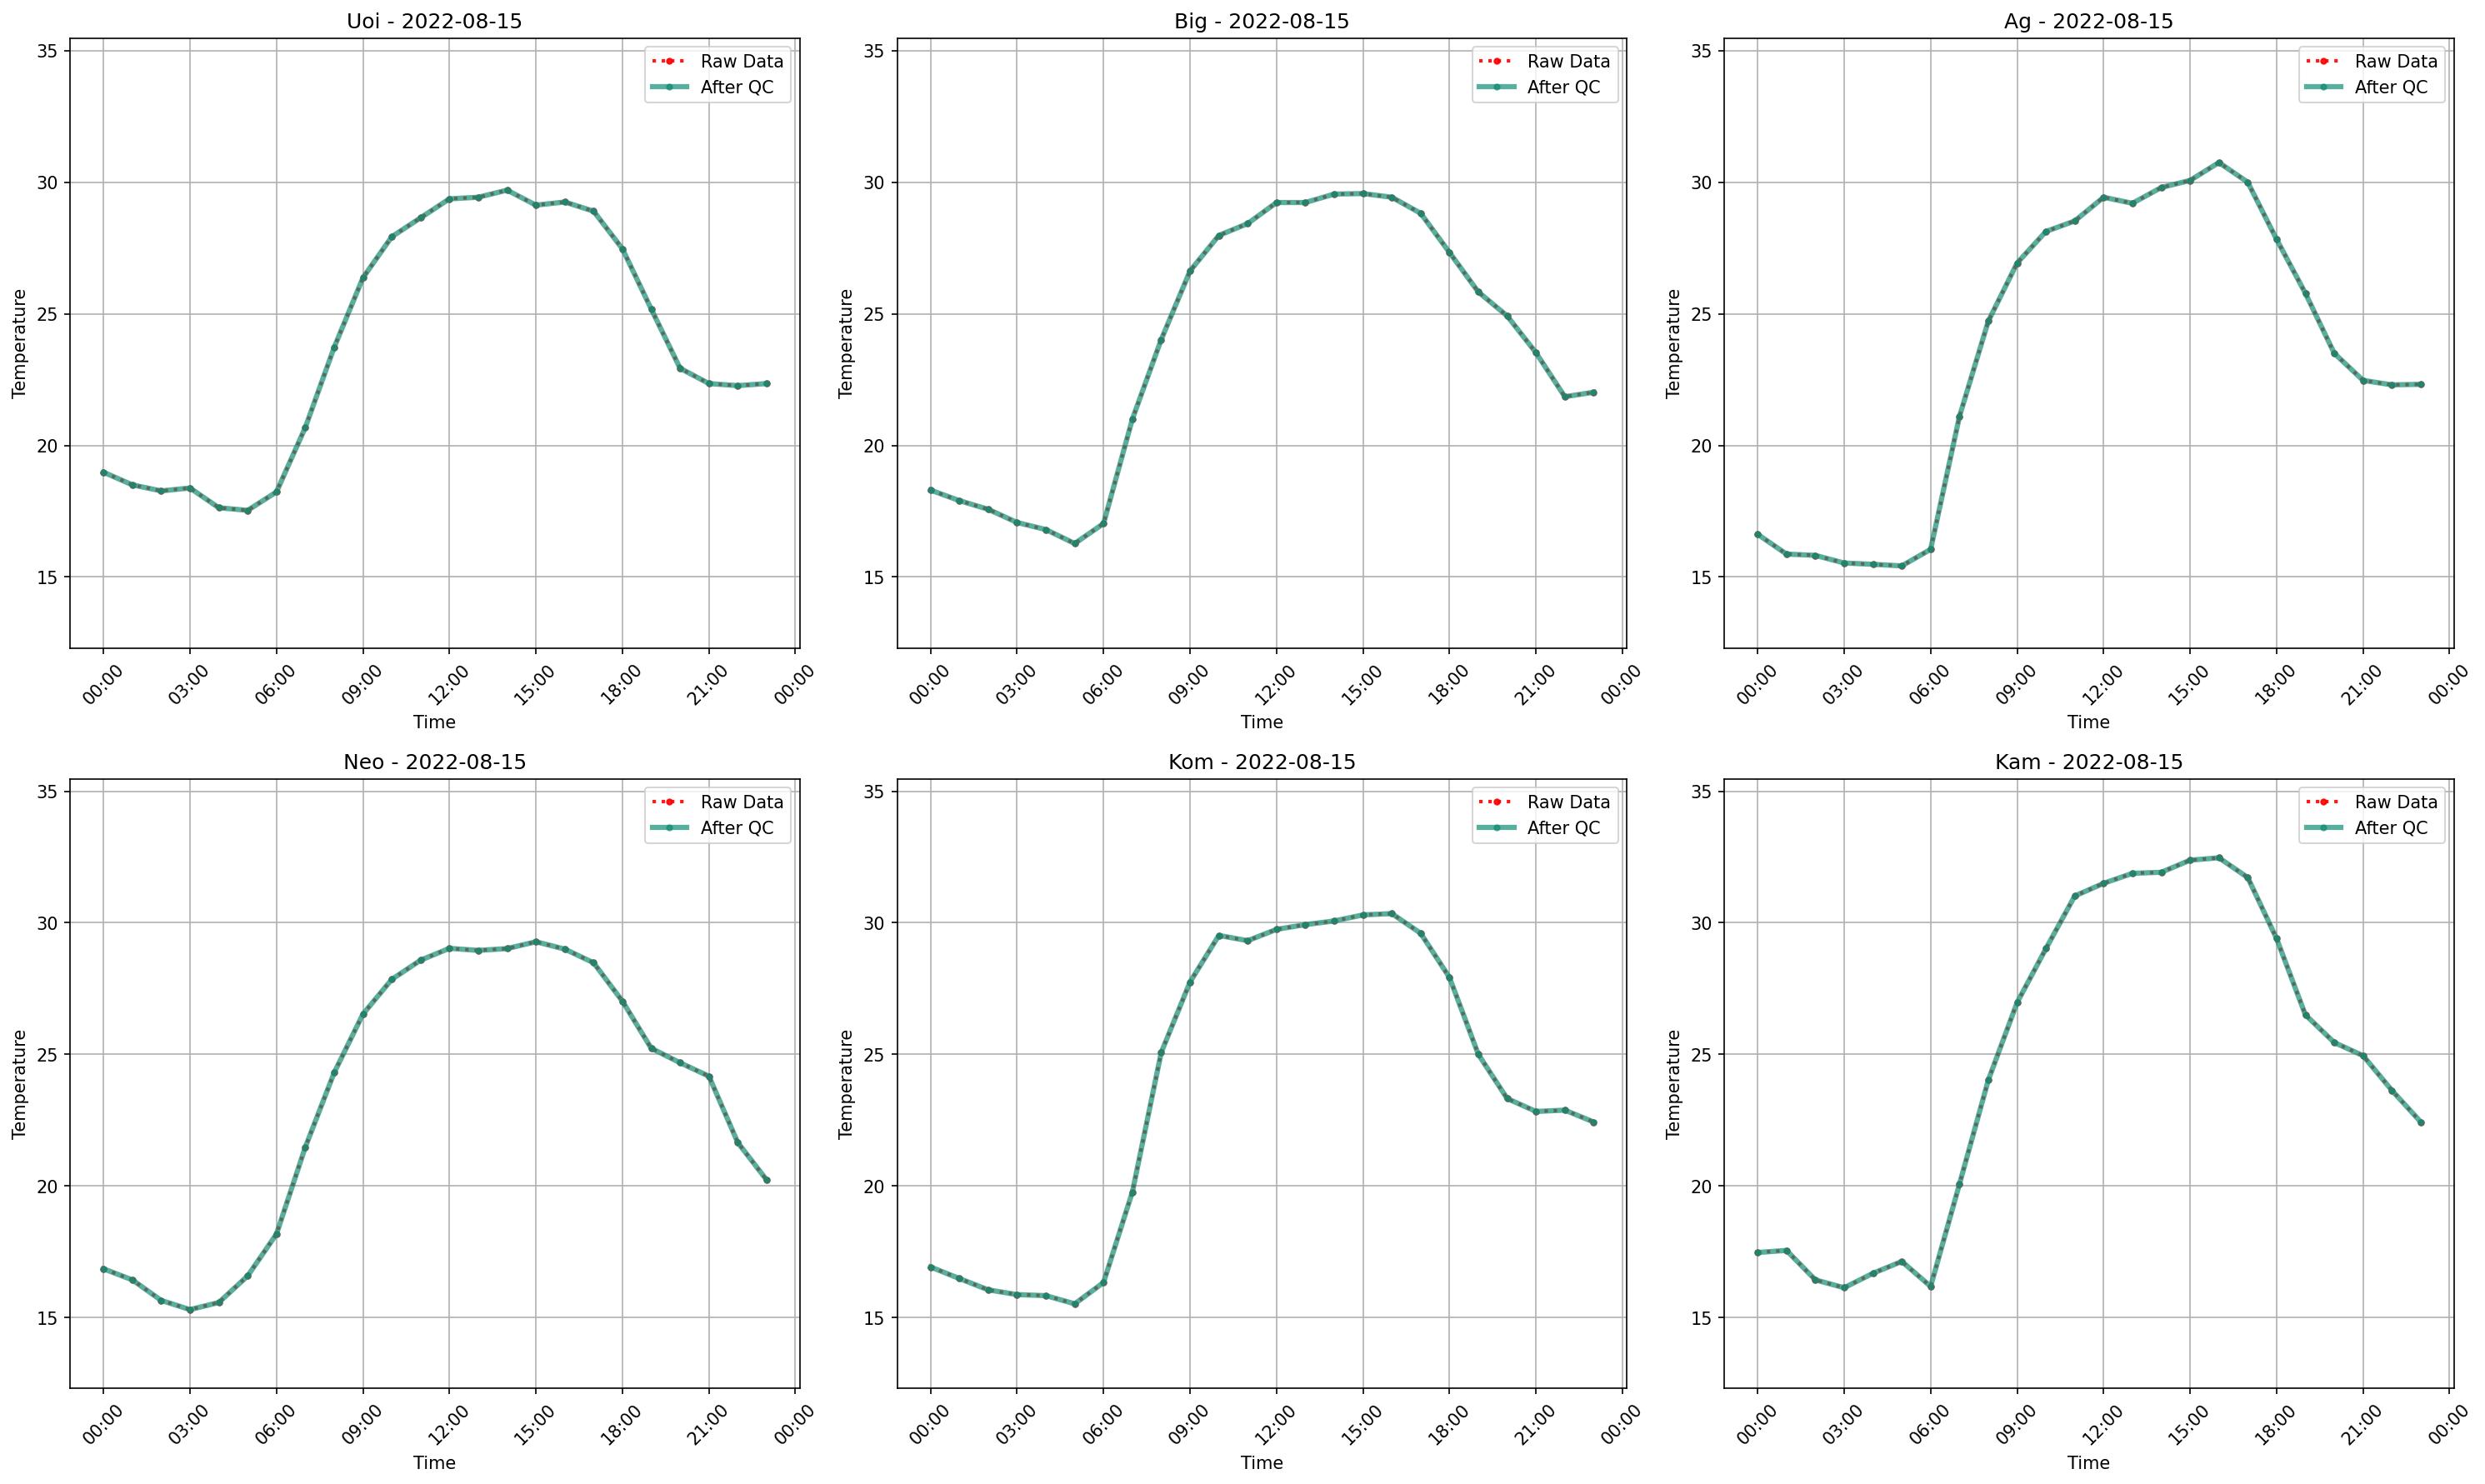 Uoi - 2022-08-15
35
30
25
20
15
Temperature
Raw Data
After QC
00:00
03:00
06:00
09:00
12:00
15:00
18:00
21:00
00:00
Time
Big - 2022-08-15
35
30
25
20
15
Temperature
Raw Data
After QC
00:00
03:00
06:00
09:00
12:00
15:00
18:00
21:00
00:00
Time
Ag - 2022-08-15
35
30
25
20
15
Temperature
Raw Data
After QC
00:00
03:00
06:00
09:00
12:00
15:00
18:00
21:00
00:00
Time
Neo - 2022-08-15
35
30
25
20
15
Temperature
Raw Data
After QC
00:00
03:00
06:00
09:00
12:00
15:00
18:00
21:00
00:00
Time
Kom - 2022-08-15
35
30
25
20
15
Temperature
Raw Data
After QC
00:00
03:00
06:00
09:00
12:00
15:00
18:00
21:00
00:00
Time
Kam - 2022-08-15
35
30
25
20
15
Temperature
Raw Data
After QC
00:00
03:00
06:00
09:00
12:00
15:00
18:00
21:00
00:00
Time